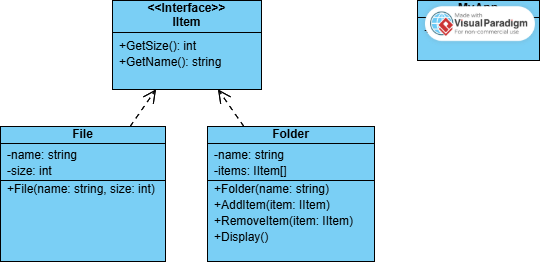 <<Interface>>
IItem
+GetSize(): int
+GetName(): string
MyApp
Made with
Visual Paradigm
For non-commercial use
File
-name: string
-size: int
+File(name: string, size: int)
Folder
-name: string
-items: IItem[]
+Folder(name: string)
+AddItem(item: IItem)
+RemoveItem(item: IItem)
+Display()